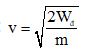 v = √(2W_d / m)